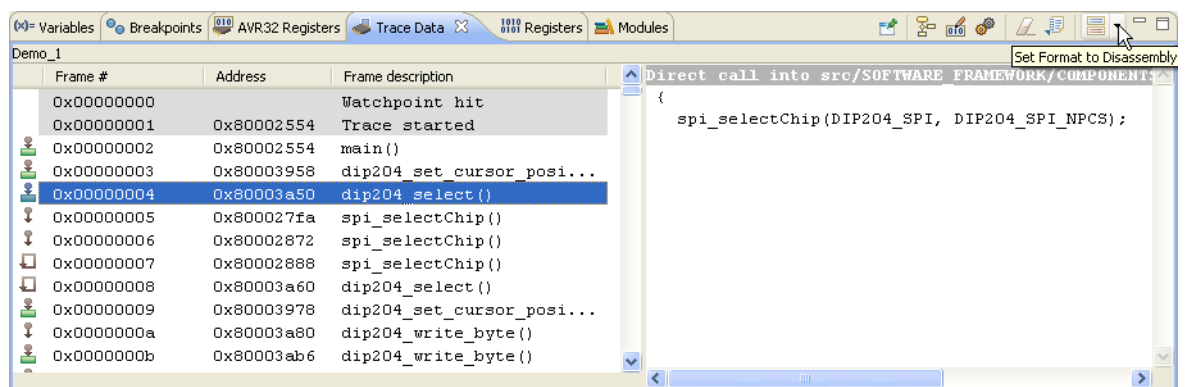 (x)= Variables Breakpoints 010 AVR32 Registers Trace Data 1010 0101 Registers Modules
Demo_1
Set Format to Disassembly
Frame # Address Frame description
Direct call into src/SOFTWARE_FRAMEWORK/COMPONENTS
0x00000000 Watchpoint hit
{
0x00000001 0x80002554 Trace started
spi_selectChip(DIP204_SPI, DIP204_SPI_NPCS);
0x00000002 0x80002554 main()
0x00000003 0x80003958 dip204_set_cursor_posi...
0x00000004 0x80003a50 dip204_select()
0x00000005 0x800027fa spi_selectChip()
0x00000006 0x80002872 spi_selectChip()
0x00000007 0x80002888 spi_selectChip()
0x00000008 0x80003a60 dip204_select()
0x00000009 0x80003978 dip204_set_cursor_posi...
0x0000000a 0x80003a80 dip204_write_byte()
0x0000000b 0x80003ab6 dip204_write_byte()